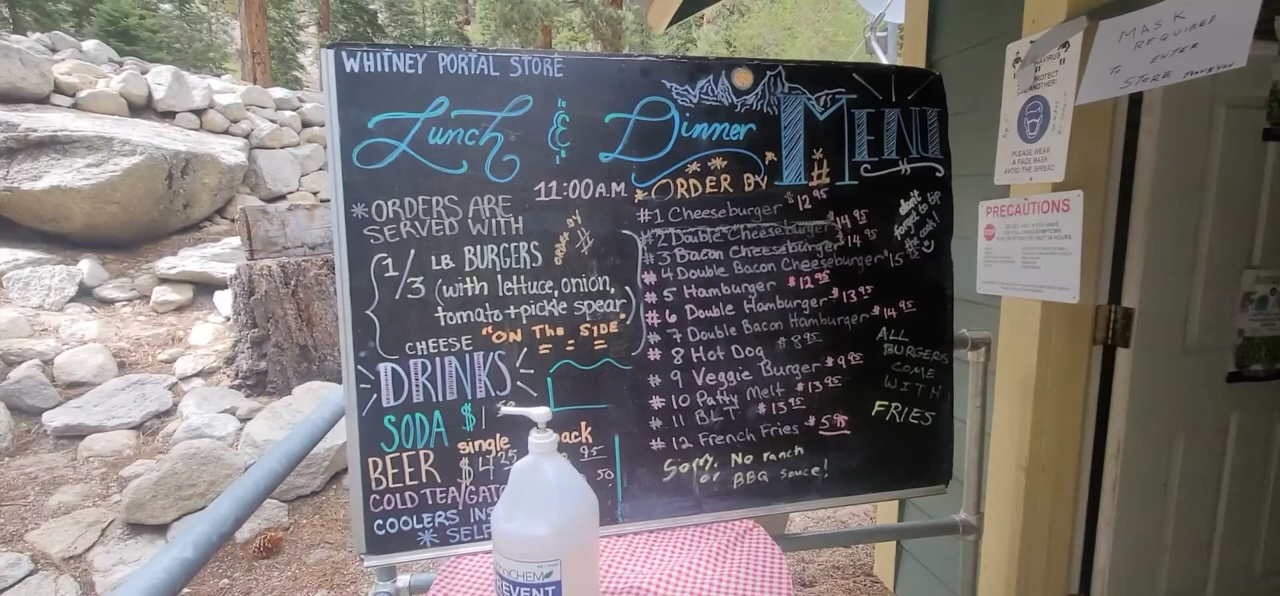 WHITNEY PORTAL STORE
Lunch & Dinner MENU
11:00 A.M.
*ORDERS ARE
SERVED WITH
1/3 LB. BURGERS
(with lettuce, onion,
tomato + pickle spear)
CHEESE "ON THE SIDE"
ORDER BY #
DRINKS
SODA $1
single
BEER $4.25
95
50
COLD TEA/
COOLERS
*
*** ORDER BY #
#1 Cheeseburger $12.95
#2 Double Cheeseburger $14.95
#3 Bacon Cheeseburger $14.95
#4 Double Bacon Cheeseburger $15
#5 Hamburger $12.95
#6 Double Hamburger $13.95
#7 Double Bacon Hamburger $14.95
#8 Hot Dog $8.95
#9 Veggie Burger $9.95
#10 Patty Melt $13.95
#11 BLT $13.95
#12 French Fries $5.95
Sorry, No ranch
or BBQ sauce!
don't
forget to tip
the cook!
ALL
BURGERS
COME
WITH
FRIES
CHEM
MASK
REQUIRED
TO ENTER
STORE THANK YOU
PLEASE WEAR
A FACE MASK
AVOID THE SPREAD
PRECAUTIONS
STOP